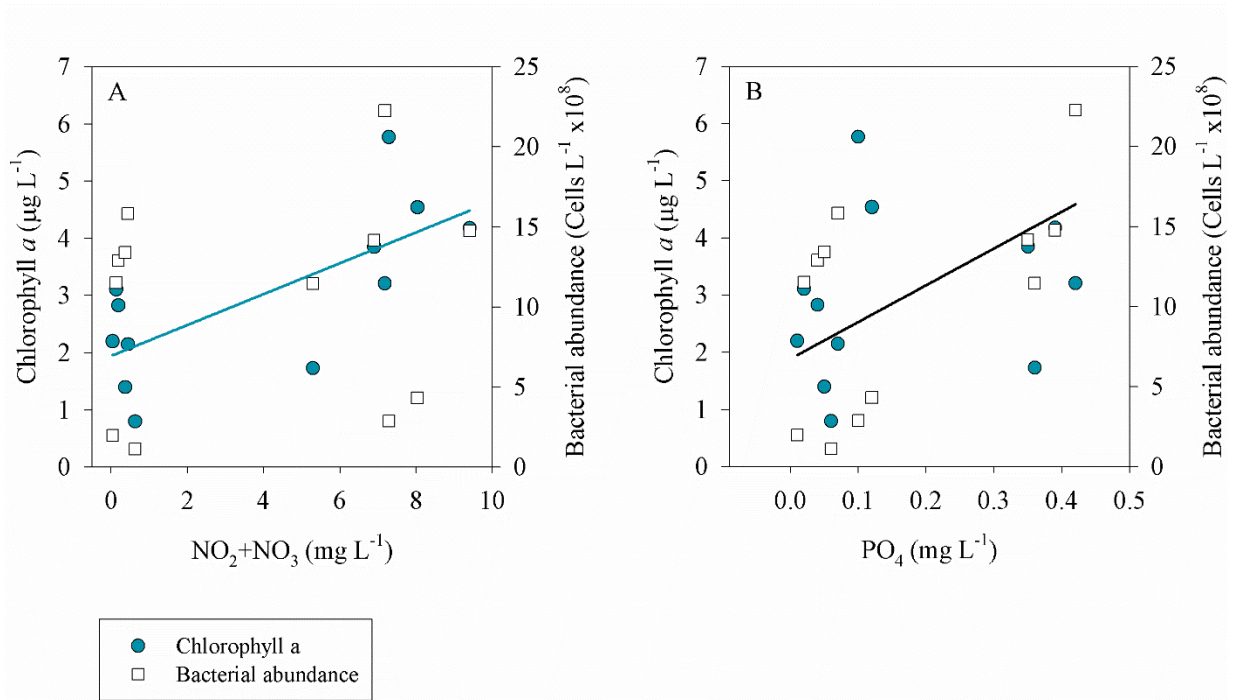 A
7
6
5
4
3
2
1
0
Chlorophyll a (µg L⁻¹)
25
20
15
10
5
0
Bacterial abundance (Cells L⁻¹ x10⁸)
0 2 4 6 8 10
NO₂+NO₃ (mg L⁻¹)
B
7
6
5
4
3
2
1
0
Chlorophyll a (µg L⁻¹)
25
20
15
10
5
0
Bacterial abundance (Cells L⁻¹ x10⁸)
0.0 0.1 0.2 0.3 0.4 0.5
PO₄ (mg L⁻¹)
Chlorophyll a
Bacterial abundance